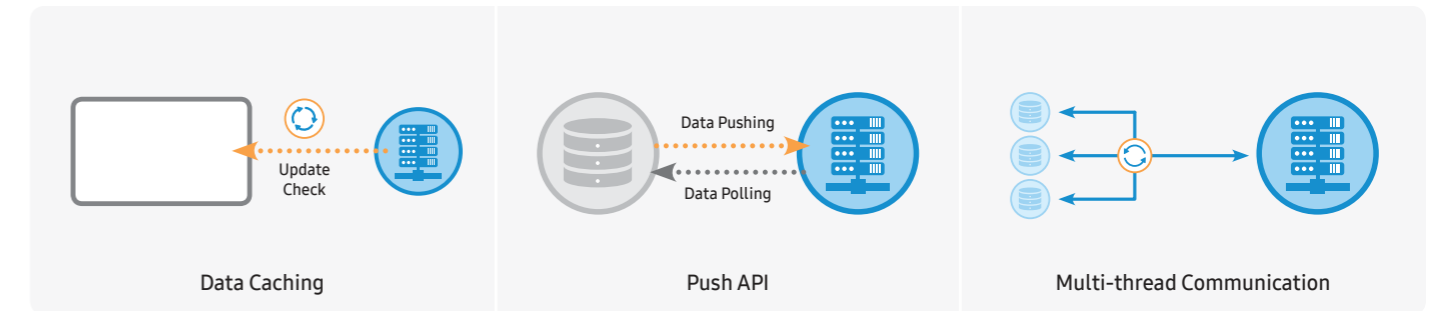 Update
Check
Data Caching
Data Pushing
Data Polling
Push API
Multi-thread Communication